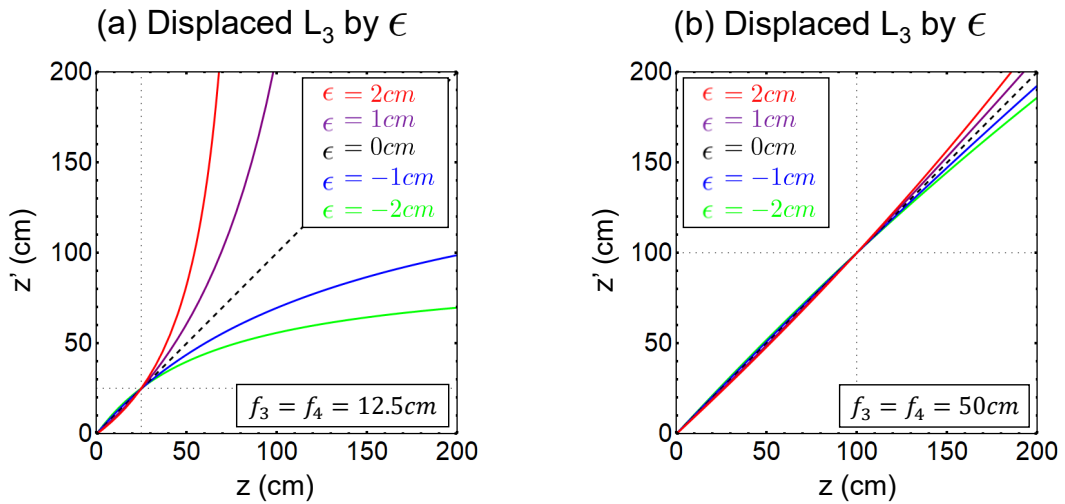 (a) Displaced L₃ by ϵ
z' (cm)
200
150
100
50
0
ϵ = 2cm
ϵ = 1cm
ϵ = 0cm
ϵ = −1cm
ϵ = −2cm
f₃ = f₄ = 12.5cm
0 50 100 150 200
z (cm)
(b) Displaced L₃ by ϵ
z' (cm)
200
150
100
50
0
ϵ = 2cm
ϵ = 1cm
ϵ = 0cm
ϵ = −1cm
ϵ = −2cm
f₃ = f₄ = 50cm
0 50 100 150 200
z (cm)